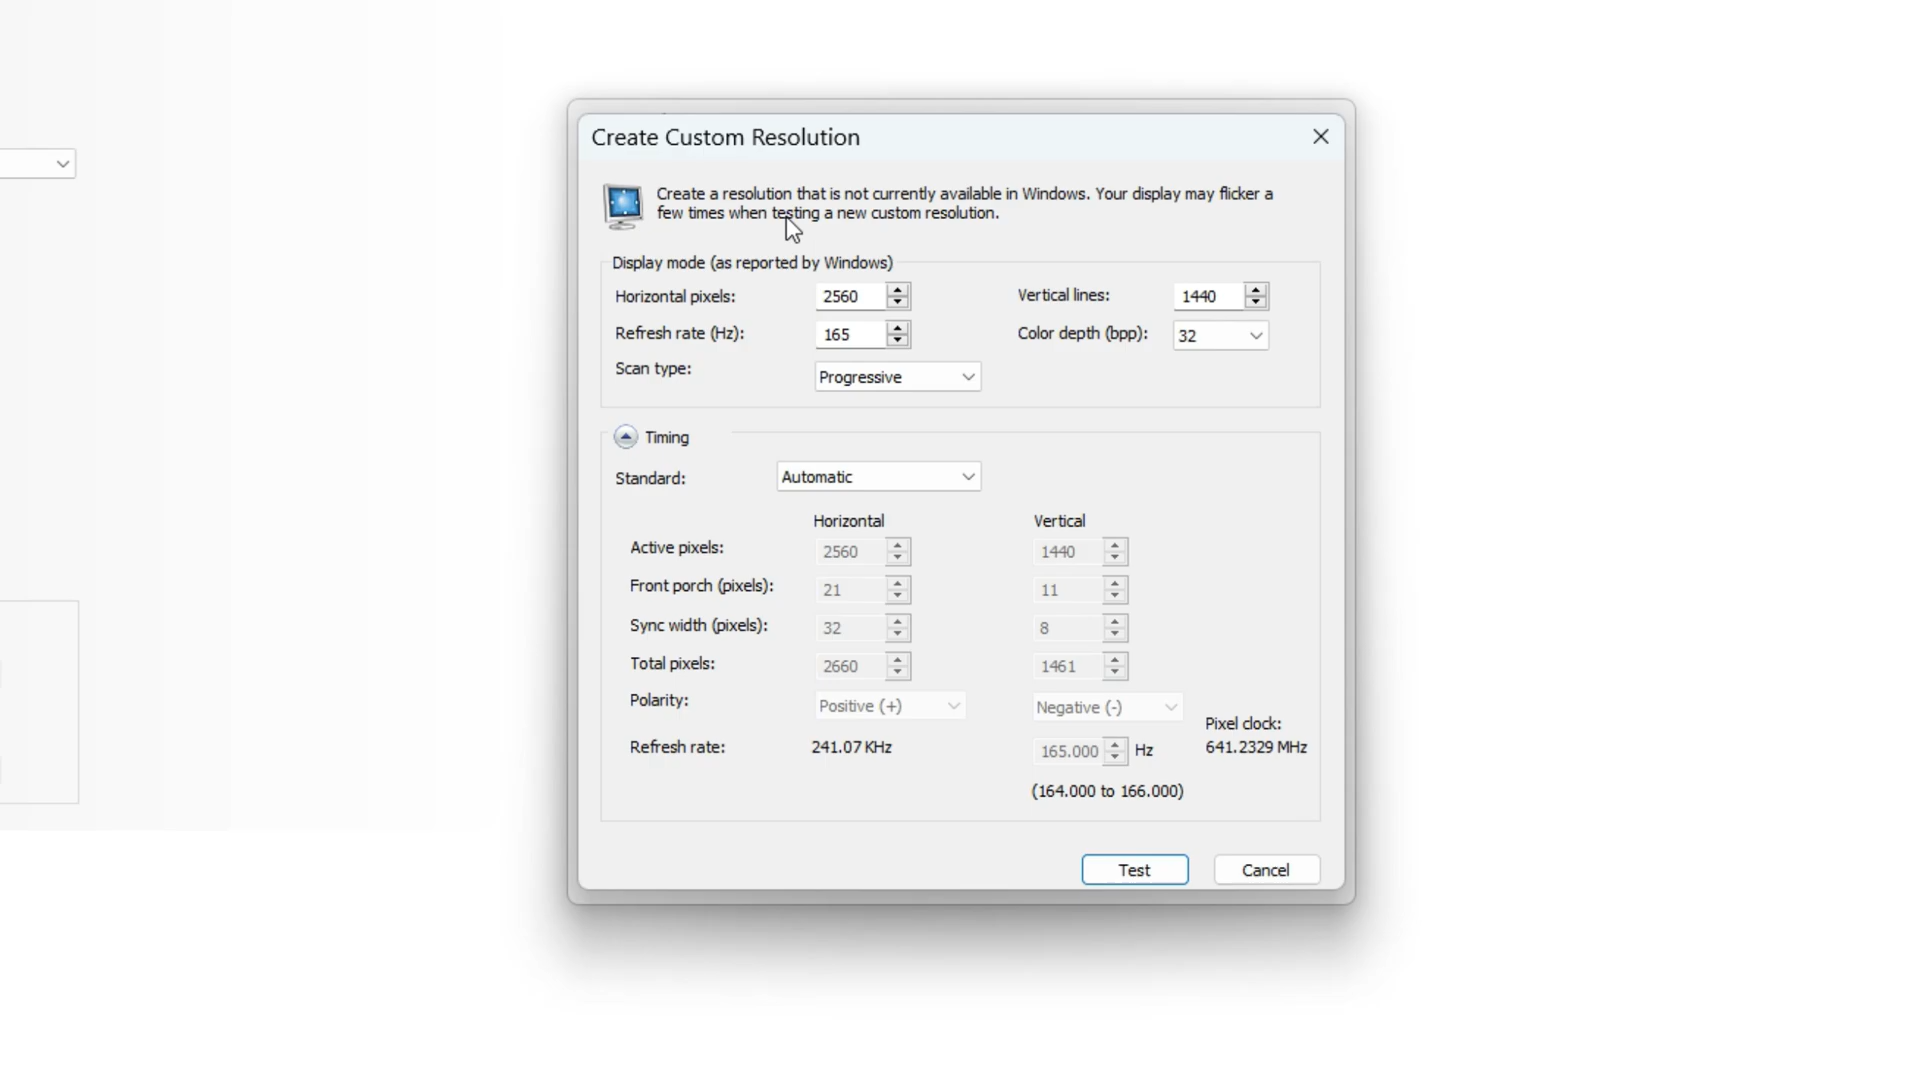 Create Custom Resolution
Create a resolution that is not currently available in Windows. Your display may flicker a
few times when testing a new custom resolution.
Display mode (as reported by Windows)
Horizontal pixels: 2560 Vertical lines: 1440
Refresh rate (Hz): 165 Color depth (bpp): 32
Scan type: Progressive
Timing
Standard: Automatic
Horizontal Vertical
Active pixels: 2560 1440
Front porch (pixels): 21 11
Sync width (pixels): 32 8
Total pixels: 2660 1461
Polarity: Positive (+) Negative (-)
Pixel clock:
Refresh rate: 241.07 KHz 165.000 Hz 641.2329 MHz
(164.000 to 166.000)
Test Cancel